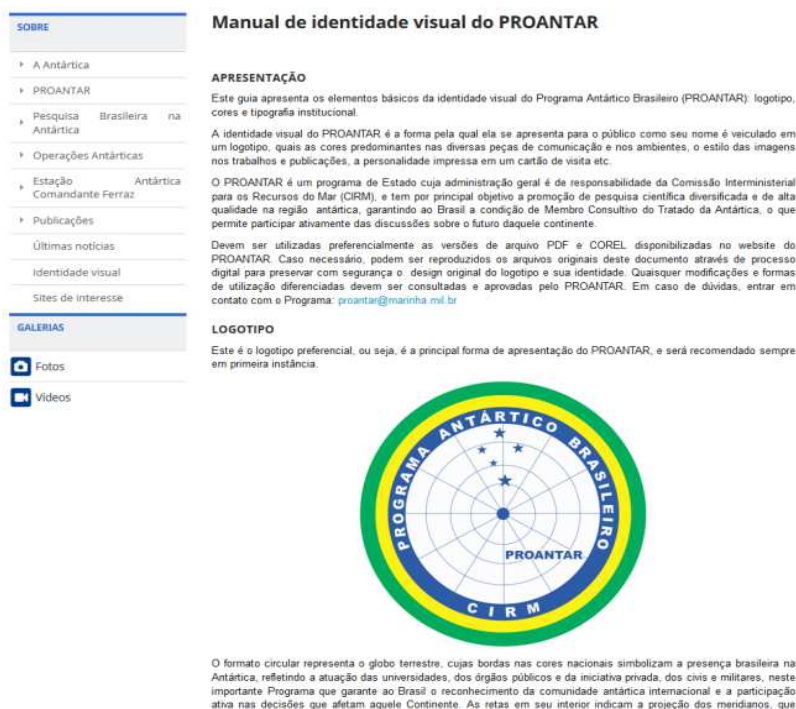 SOBRE
A Antártica
PROANTAR
Pesquisa Brasileira na
Antártica
Operações Antárticas
Estação Antártica
Comandante Ferraz
Publicações
Últimas notícias
Identidade visual
Sites de interesse
GALERIAS
Fotos
Vídeos
Manual de identidade visual do PROANTAR
APRESENTAÇÃO
Este guia apresenta os elementos básicos da identidade visual do Programa Antártico Brasileiro (PROANTAR): logotipo,
cores e tipografia institucional.
A identidade visual do PROANTAR é a forma pela qual ela se apresenta para o público como seu nome é veiculado em
um logotipo, quais as cores predominantes nas diversas peças de comunicação e nos ambientes, o estilo das imagens
nos trabalhos e publicações, a personalidade impressa em um cartão de visita etc.
O PROANTAR é um programa de Estado cuja administração geral é de responsabilidade da Comissão Interministerial
para os Recursos do Mar (CIRM), e tem por principal objetivo a promoção de pesquisa científica diversificada e de alta
qualidade na região antártica, garantindo ao Brasil a condição de Membro Consultivo do Tratado da Antártica, o que
permite participar ativamente das discussões sobre o futuro daquele continente.
Devem ser utilizadas preferencialmente as versões de arquivo PDF e COREL disponibilizadas no website do
PROANTAR. Caso necessário, podem ser reproduzidos os arquivos originais deste documento através de processo
digital para preservar com segurança o design original do logotipo e sua identidade. Quaisquer modificações e formas
de utilização diferenciadas devem ser consultadas e aprovadas pelo PROANTAR. Em caso de dúvidas, entrar em
contato com o Programa: proantar@marinha.mil.br
LOGOTIPO
Este é o logotipo preferencial, ou seja, é a principal forma de apresentação do PROANTAR, e será recomendado sempre
em primeira instância.
PROGRAMA ANTÁRTICO BRASILEIRO
PROANTAR
CIRM
O formato circular representa o globo terrestre, cujas bordas nas cores nacionais simbolizam a presença brasileira na
Antártica, refletindo a atuação das universidades, dos órgãos públicos e da iniciativa privada, dos civis e militares, neste
importante Programa que garante ao Brasil o reconhecimento da comunidade antártica internacional e a participação
ativa nas decisões que afetam aquele Continente. As retas em seu interior indicam a projeção dos meridianos, que